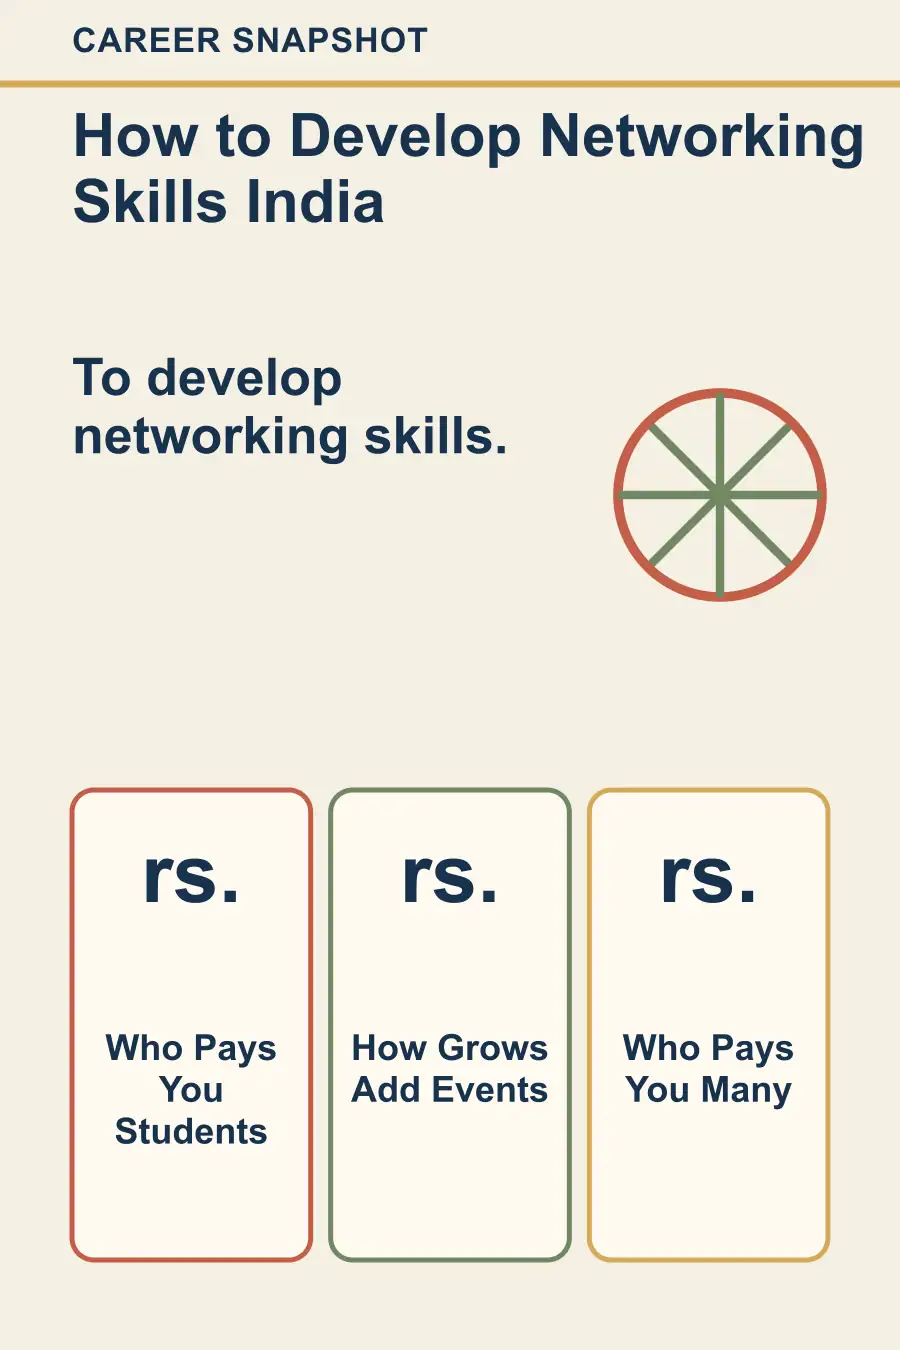 CAREER SNAPSHOT
How to Develop Networking
Skills India
To develop
networking skills.
rs.
Who Pays
You
Students
rs.
How Grows
Add Events
rs.
Who Pays
You Many